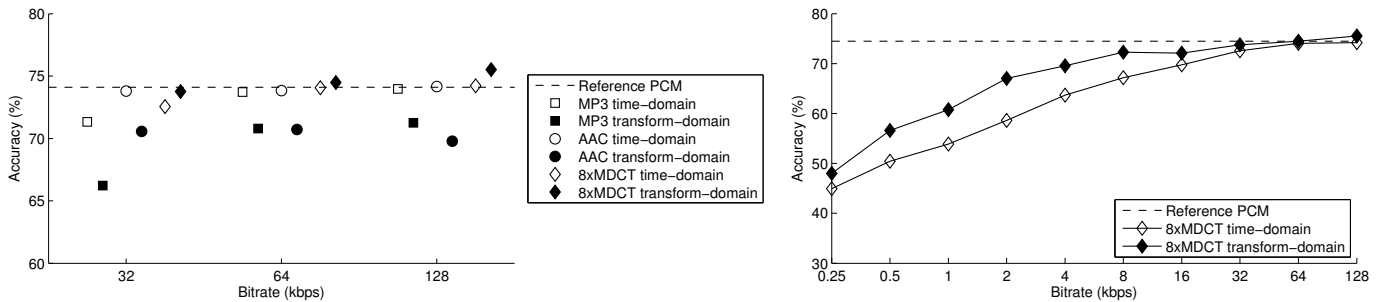 80
75
70
65
60
Accuracy (%)
32
64
128
Bitrate (kbps)
Reference PCM
MP3 time−domain
MP3 transform−domain
AAC time−domain
AAC transform−domain
8xMDCT time−domain
8xMDCT transform−domain
80
70
60
50
40
30
Accuracy (%)
0.25
0.5
1
2
4
8
16
32
64
128
Bitrate (kbps)
Reference PCM
8xMDCT time−domain
8xMDCT transform−domain